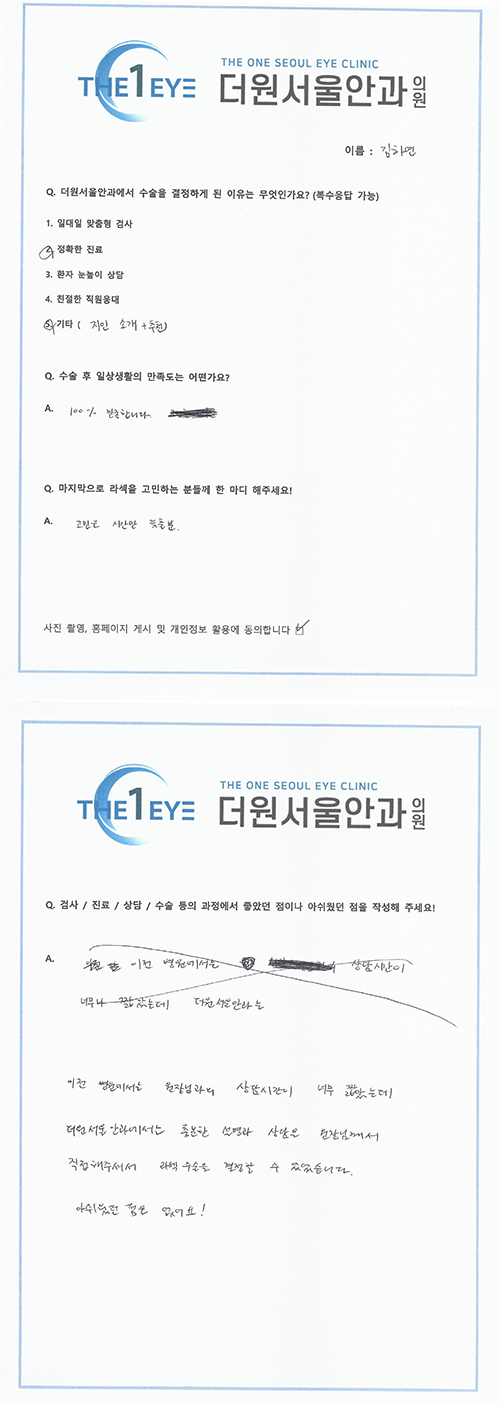 THE1EYE
THE ONE SEOUL EYE CLINIC
더원서울안과의원
이름 : 김하연
Q. 더원서울안과에서 수술을 결정하게 된 이유는 무엇인가요? (복수응답 가능)
1. 일대일 맞춤형 검사
2. 정확한 진료
3. 환자 눈높이 상담
4. 친절한 직원응대
5. 기타 ( 지인 소개 + 추천)
Q. 수술 후 일상생활의 만족도는 어떤가요?
A. 100% 만족합니다.
Q. 마지막으로 라섹을 고민하는 분들께 한 마디 해주세요!
A. 고민은 시간만 늦출뿐.
사진 촬영, 홈페이지 게시 및 개인정보 활용에 동의합니다
THE1EYE
THE ONE SEOUL EYE CLINIC
더원서울안과의원
Q. 검사 / 진료 / 상담 / 수술 등의 과정에서 좋았던 점이나 아쉬웠던 점을 작성해 주세요!
A. 이전 병원에서을 상담시간이
너무나 짧았는데 더원서울안과는
이전 병원에서는 원장님과의 상담시간이 너무 짧았는데
더원서울안과에서는 충분한 설명과 상담은 원장님께서
직접해주셔서 라섹 수술을 결정할 수 있었습니다.
아쉬웠던 점은 없어요!